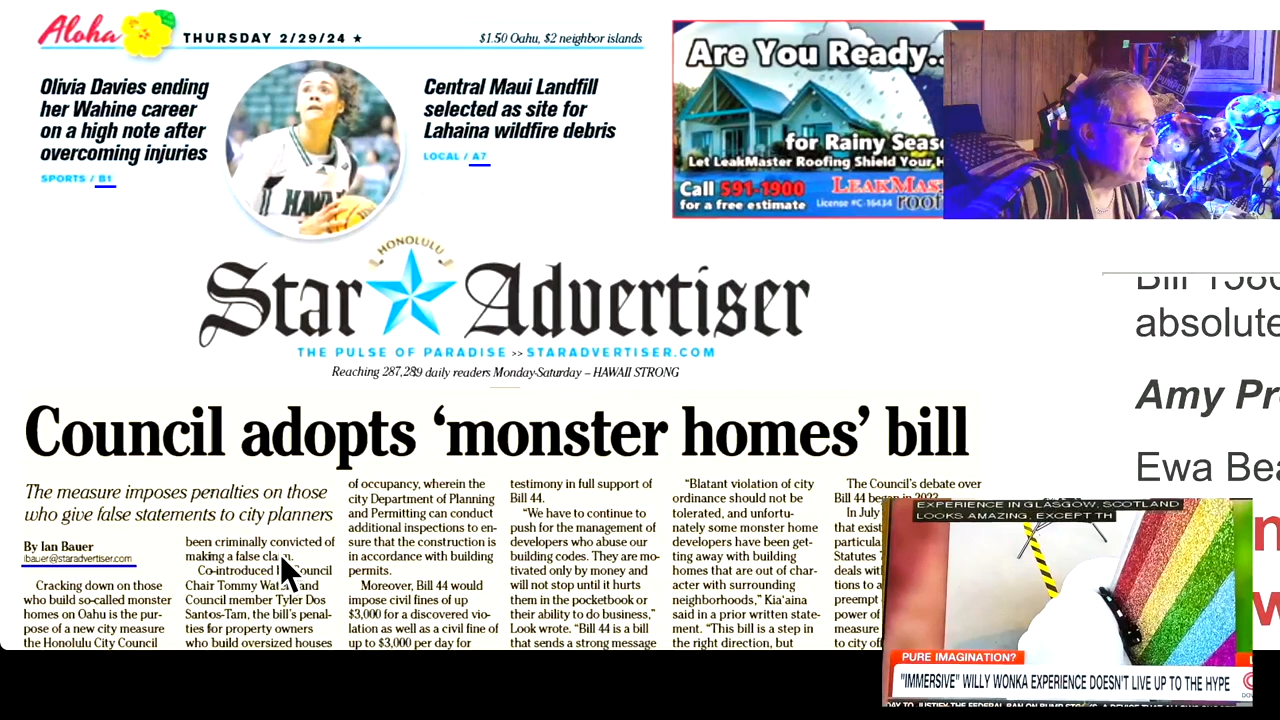 Aloha
THURSDAY 2/29/24 ★
$1.50 Oahu, $2 neighbor islands
Olivia Davies ending
her Wahine career
on a high note after
overcoming injuries
SPORTS / B1
Central Maui Landfill
selected as site for
Lahaina wildfire debris
LOCAL / A7
Are You Ready..
for Rainy Seas
Let LeakMaster Roofing Shield Your H
Call 591-1900
for a free estimate
LEAKMAS
License #C-16434
roof
HONOLULU
Star Advertiser
THE PULSE OF PARADISE >> STARADVERTISER.COM
daily readers Monday-Saturday – HAWAII STRONG
Council adopts ‘monster homes’ bill
The measure imposes penalties on those
who give false statements to city planners
By Ian Bauer
ibauer@staradvertiser.com
Cracking down on those
who build so-called monster
homes on Oahu is the pur-
pose of a new city measure
the Honolulu City Council
been criminally convicted of
making a false
Co-introduced
Chair Tommy and
Council member Tyler Dos
Santos-Tam, the bill’s penal-
ties for property owners
who build oversized houses
of occupancy, wherein the
city Department of Planning
and Permitting can conduct
additional inspections to en-
sure that the construction is
in accordance with building
permits.
Moreover, Bill 44 would
impose civil fines of up
$3,000 for a discovered vio-
lation as well as a civil fine of
up to $3,000 per day for
testimony in full support of
Bill 44.
“We have to continue to
push for the management of
developers who abuse our
building codes. They are mo-
tivated only by money and
will not stop until it hurts
them in the pocketbook or
their ability to do business,”
Look wrote. “Bill 44 is a bill
that sends a strong message
“Blatant violation of city
ordinance should not be
tolerated, and unfortu-
nately some monster home
developers have been get-
ting away with building
homes that are out of char-
acter with surrounding
neighborhoods,” Kia‘aina
said in a prior written state-
ment. “This bill is a step in
the right direction, but
The Council’s debate over
Bill 44 began in 2023.
In July
that exist
particula
Statutes
deals wit
tions to a
preempt
power of
measure
to city of
absolute
Amy Pr
Ewa Bea
EXPERIENCE IN GLASGOW, SCOTLAND
LOOKS AMAZING, EXCEPT TH
PURE IMAGINATION?
"IMMERSIVE" WILLY WONKA EXPERIENCE DOESN'T LIVE UP TO THE HYPE